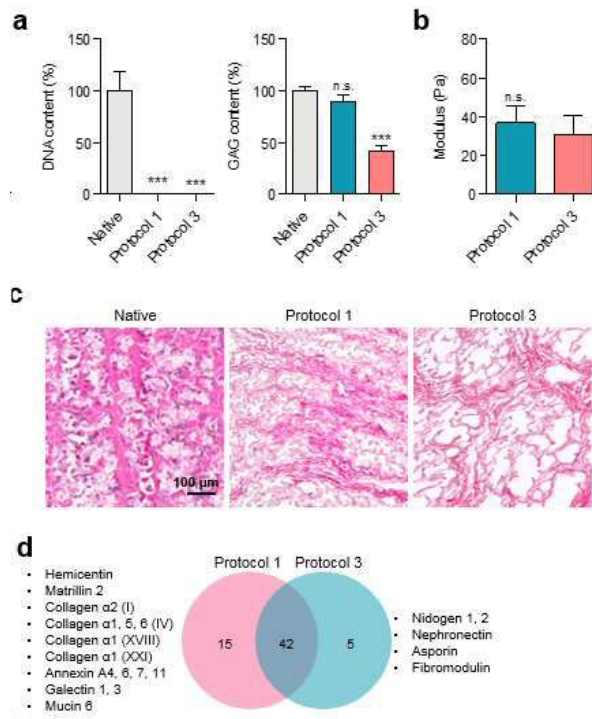 a
b
DNA content (%)
150
100
50
0
***
***
Native
Protocol 1
Protocol 3
GAG content (%)
150
100
50
0
n.s.
***
Native
Protocol 1
Protocol 3
Modulus (Pa)
80
60
40
20
0
n.s.
Protocol 1
Protocol 3
c
Native
Protocol 1
Protocol 3
100 µm
d
Protocol 1
Protocol 3
• Hemicentin
• Matrillin 2
• Collagen α2 (I)
• Collagen α1, 5, 6 (IV)
• Collagen α1 (XVIII)
• Collagen α1 (XXI)
• Annexin A4, 6, 7, 11
• Galectin 1, 3
• Mucin 6
15
42
5
• Nidogen 1, 2
• Nephronectin
• Asporin
• Fibromodulin